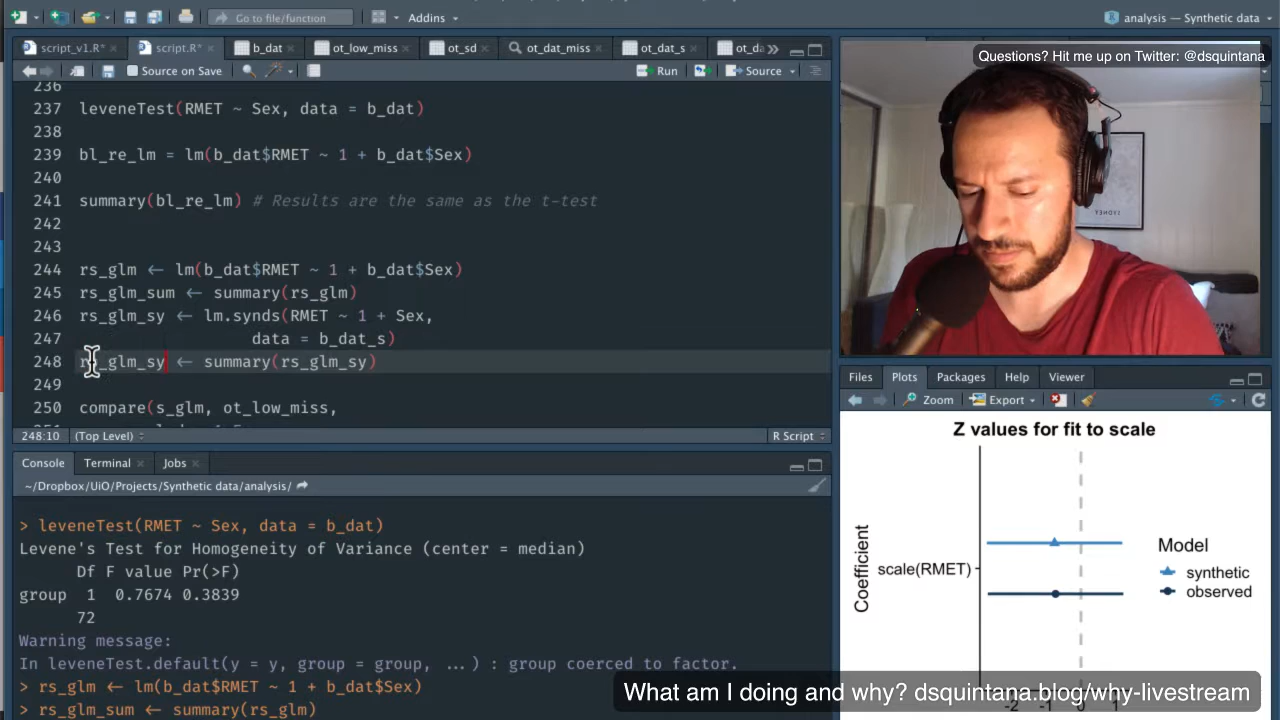 Go to file/function
Addins
analysis — Synthetic data
script_v1.R*
script.R*
b_dat
ot_low_miss
ot_sd
ot_dat_miss
ot_dat_s
ot_da
Questions? Hit me up on Twitter: @dsquintana
Source on Save
Run
Source
236
237 leveneTest(RMET ~ Sex, data = b_dat)
238
239 bl_re_lm = lm(b_dat$RMET ~ 1 + b_dat$Sex)
240
241 summary(bl_re_lm) # Results are the same as the t-test
242
243
244 rs_glm <- lm(b_dat$RMET ~ 1 + b_dat$Sex)
245 rs_glm_sum <- summary(rs_glm)
246 rs_glm_sy <- lm.synds(RMET ~ 1 + Sex,
247 data = b_dat_s)
248 rs_glm_sy <- summary(rs_glm_sy)
249
250 compare(s_glm, ot_low_miss,
248:10 (Top Level)
R Script
Console
Terminal
Jobs
~/Dropbox/UiO/Projects/Synthetic data/analysis/
> leveneTest(RMET ~ Sex, data = b_dat)
Levene's Test for Homogeneity of Variance (center = median)
Df F value Pr(>F)
group 1 0.7674 0.3839
72
Warning message:
In leveneTest.default(y = y, group = group, ...) : group coerced to factor.
> rs_glm <- lm(b_dat$RMET ~ 1 + b_dat$Sex)
> rs_glm_sum <- summary(rs_glm)
Files
Plots
Packages
Help
Viewer
Zoom
Export
Z values for fit to scale
Coefficient
scale(RMET)
Model
synthetic
observed
-2 -1 0 1
What am I doing and why? dsquintana.blog/why-livestream